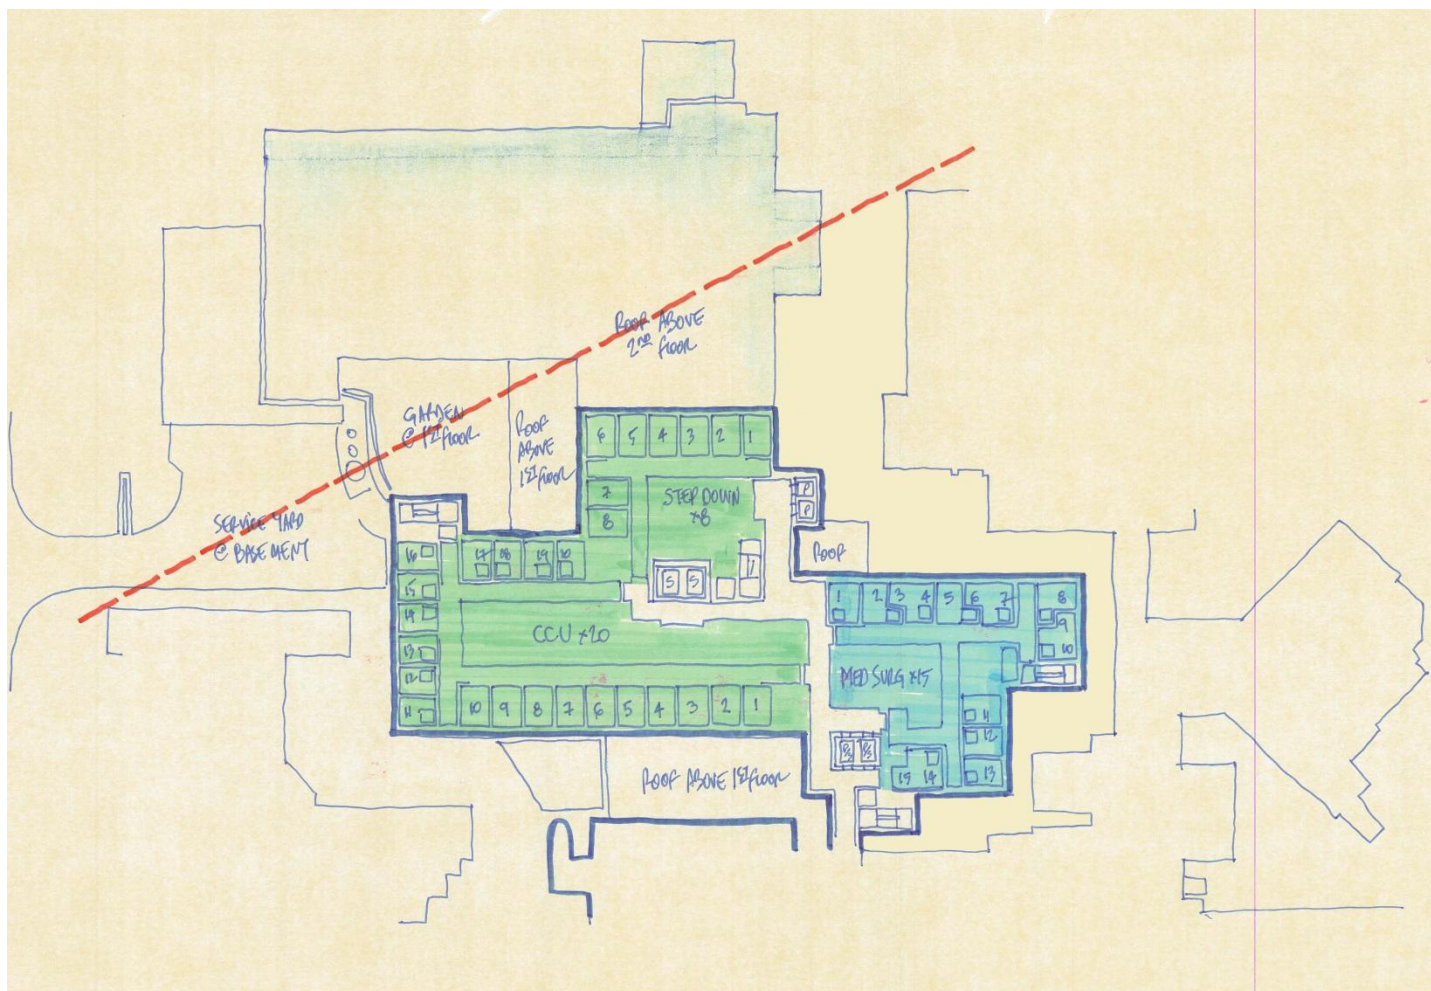 ROOF ABOVE
2ND FLOOR
GARDEN
@ 1ST FLOOR
ROOF
ABOVE
1ST FLOOR
SERVICE YARD
@ BASEMENT
6 5 4 3 2 1
7
8
STEP DOWN
x8
P
P
ROOF
S S
16
15
14
13
12
11
17 18 19 10
CCU x20
10 9 8 7 6 5 4 3 2 1
1 2 3 4 5 6 7 8
9
10
MED SURG x15
11
12
13
15 14
ROOF ABOVE 1ST FLOOR